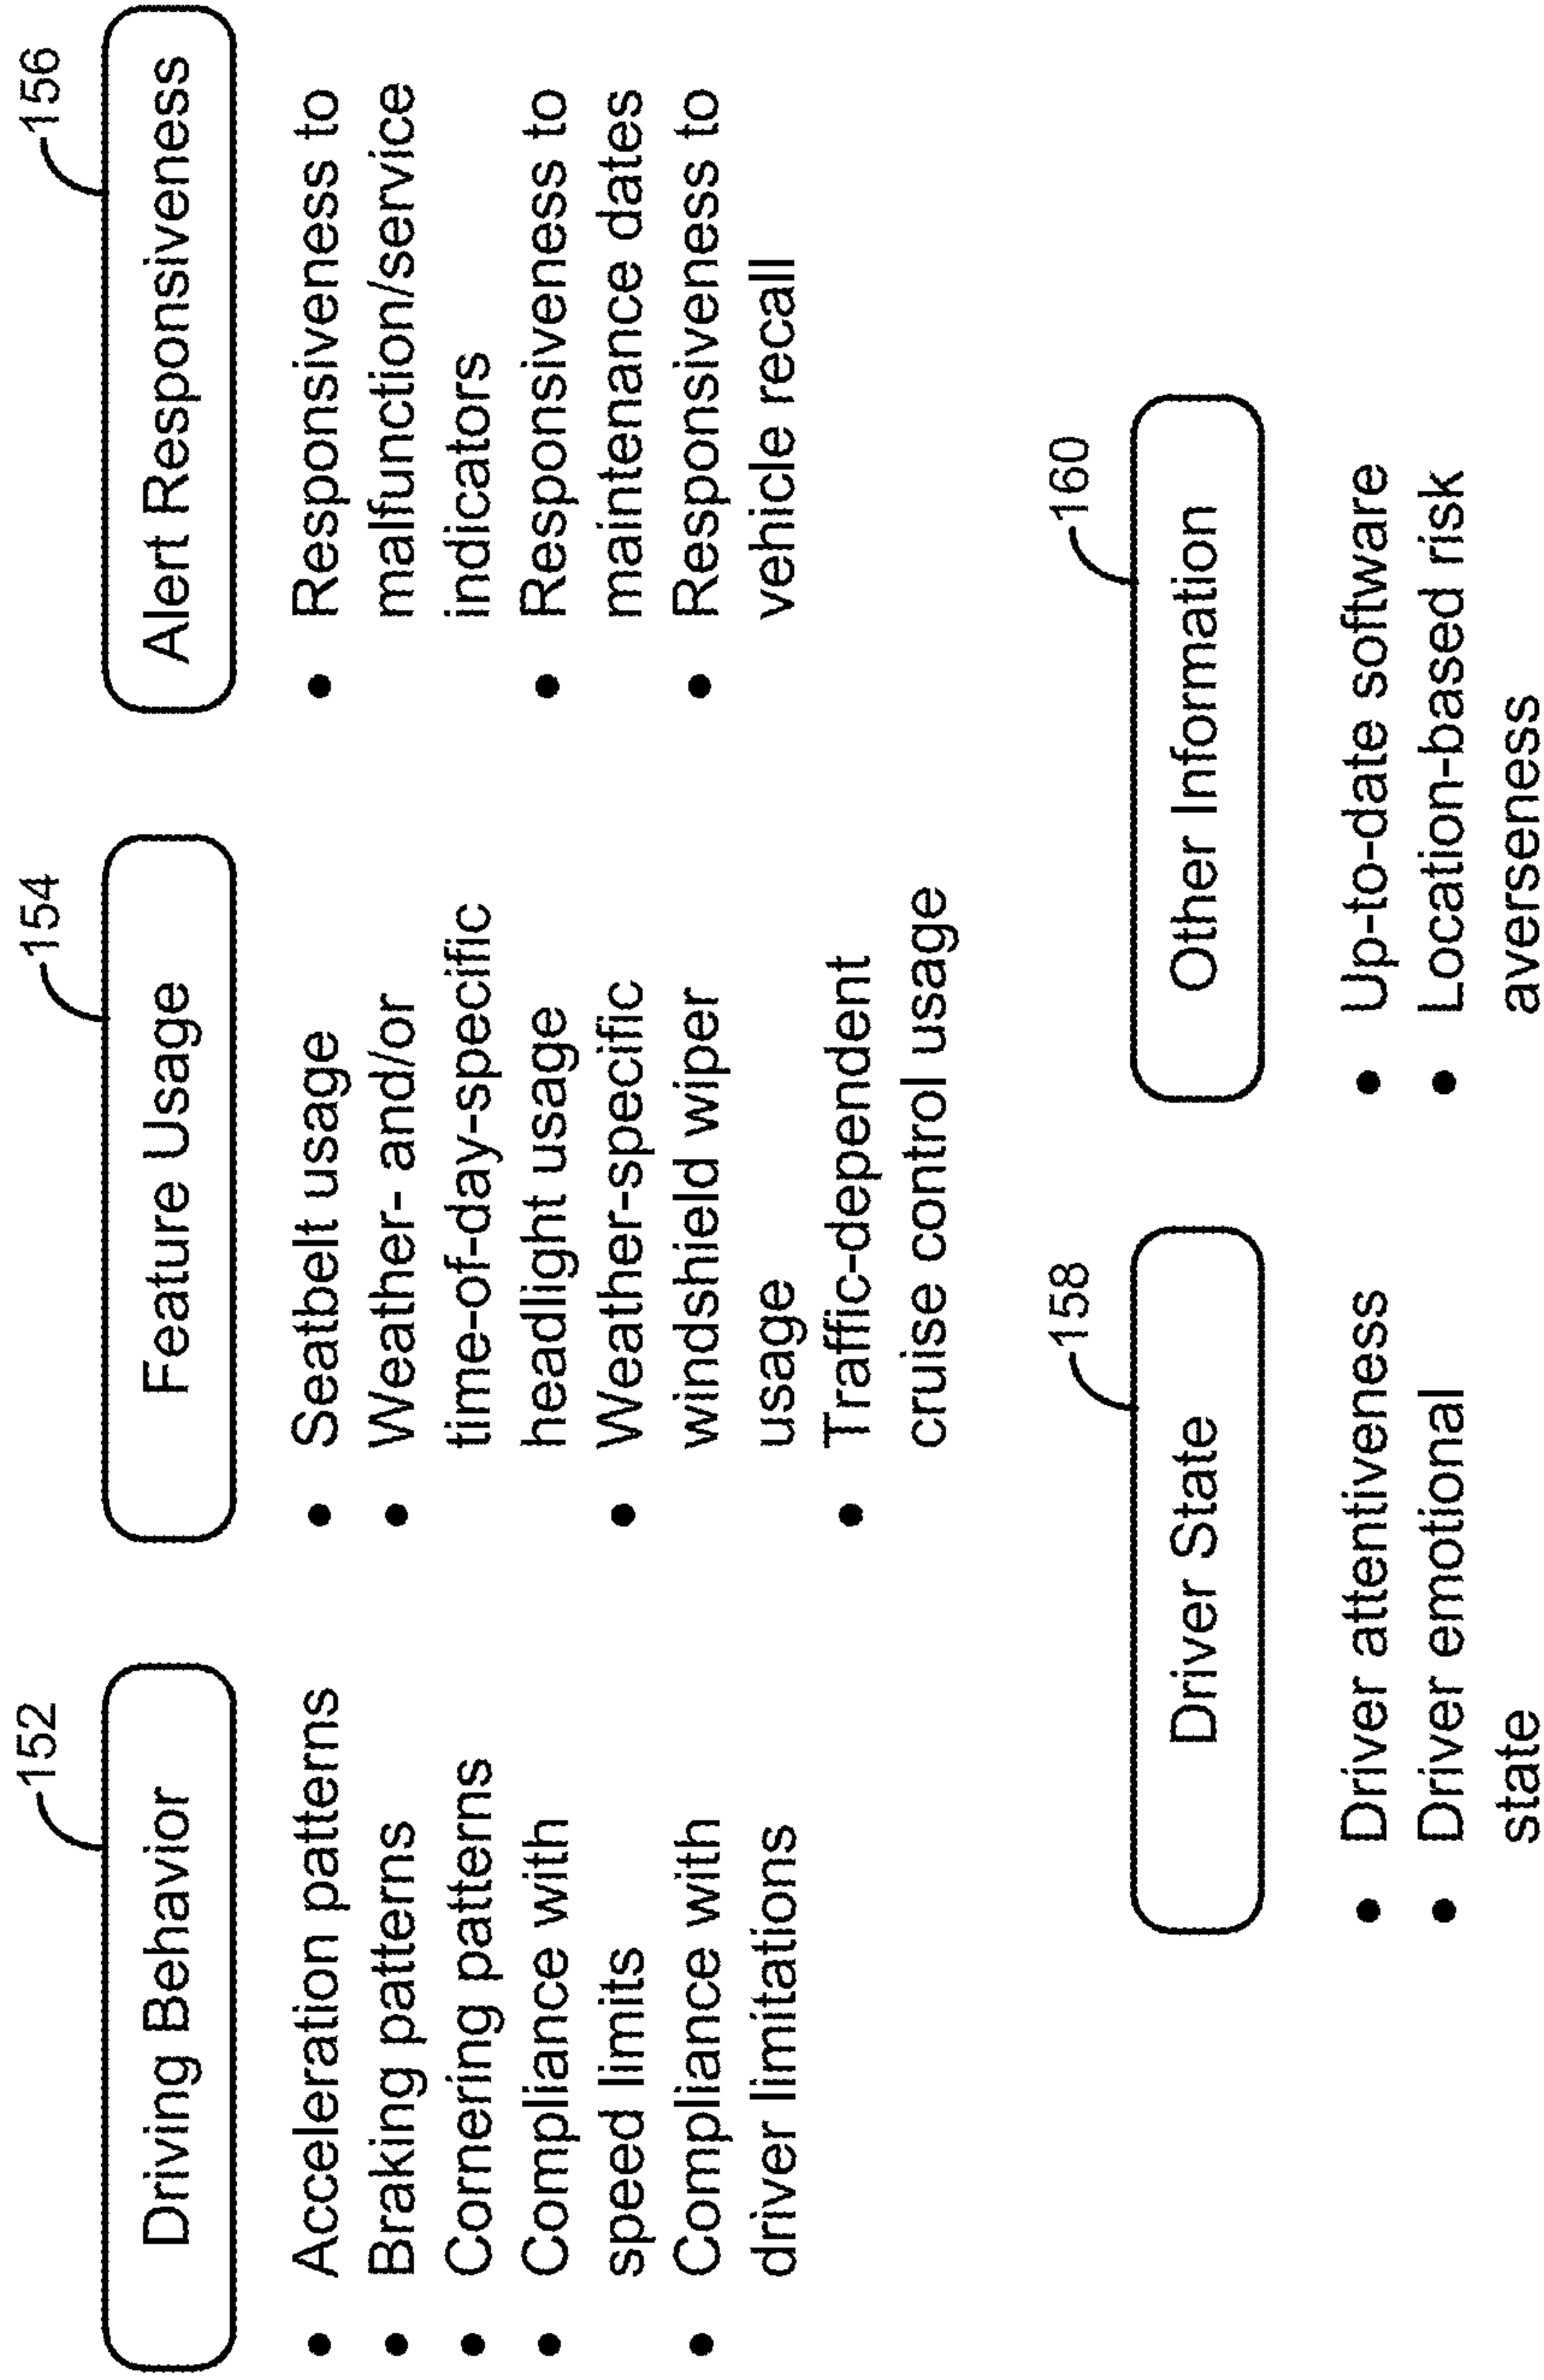 152
Driving Behavior
• Acceleration patterns
• Braking patterns
• Cornering patterns
• Compliance with
speed limits
• Compliance with
driver limitations
154
Feature Usage
• Seatbelt usage
• Weather- and/or
time-of-day-specific
headlight usage
• Weather-specific
windshield wiper
usage
• Traffic-dependent
cruise control usage
156
Alert Responsiveness
• Responsiveness to
malfunction/service
indicators
• Responsiveness to
maintenance dates
• Responsiveness to
vehicle recall
158
Driver State
• Driver attentiveness
• Driver emotional
state
160
Other Information
• Up-to-date software
• Location-based risk
averseness